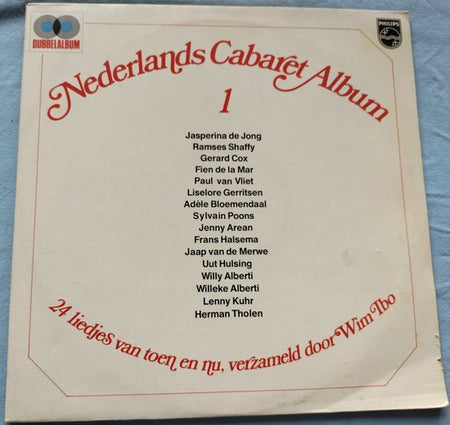 DUBBELALBUM
PHILIPS
Nederlands Cabaret Album
1
Jasperina de Jong
Ramses Shaffy
Gerard Cox
Fien de la Mar
Paul van Vliet
Liselore Gerritsen
Adèle Bloemendaal
Sylvain Poons
Jenny Arean
Frans Halsema
Jaap van de Merwe
Uut Hulsing
Willy Alberti
Willeke Alberti
Lenny Kuhr
Herman Tholen
24 liedjes van toen en nu, verzameld door Wim Ibo